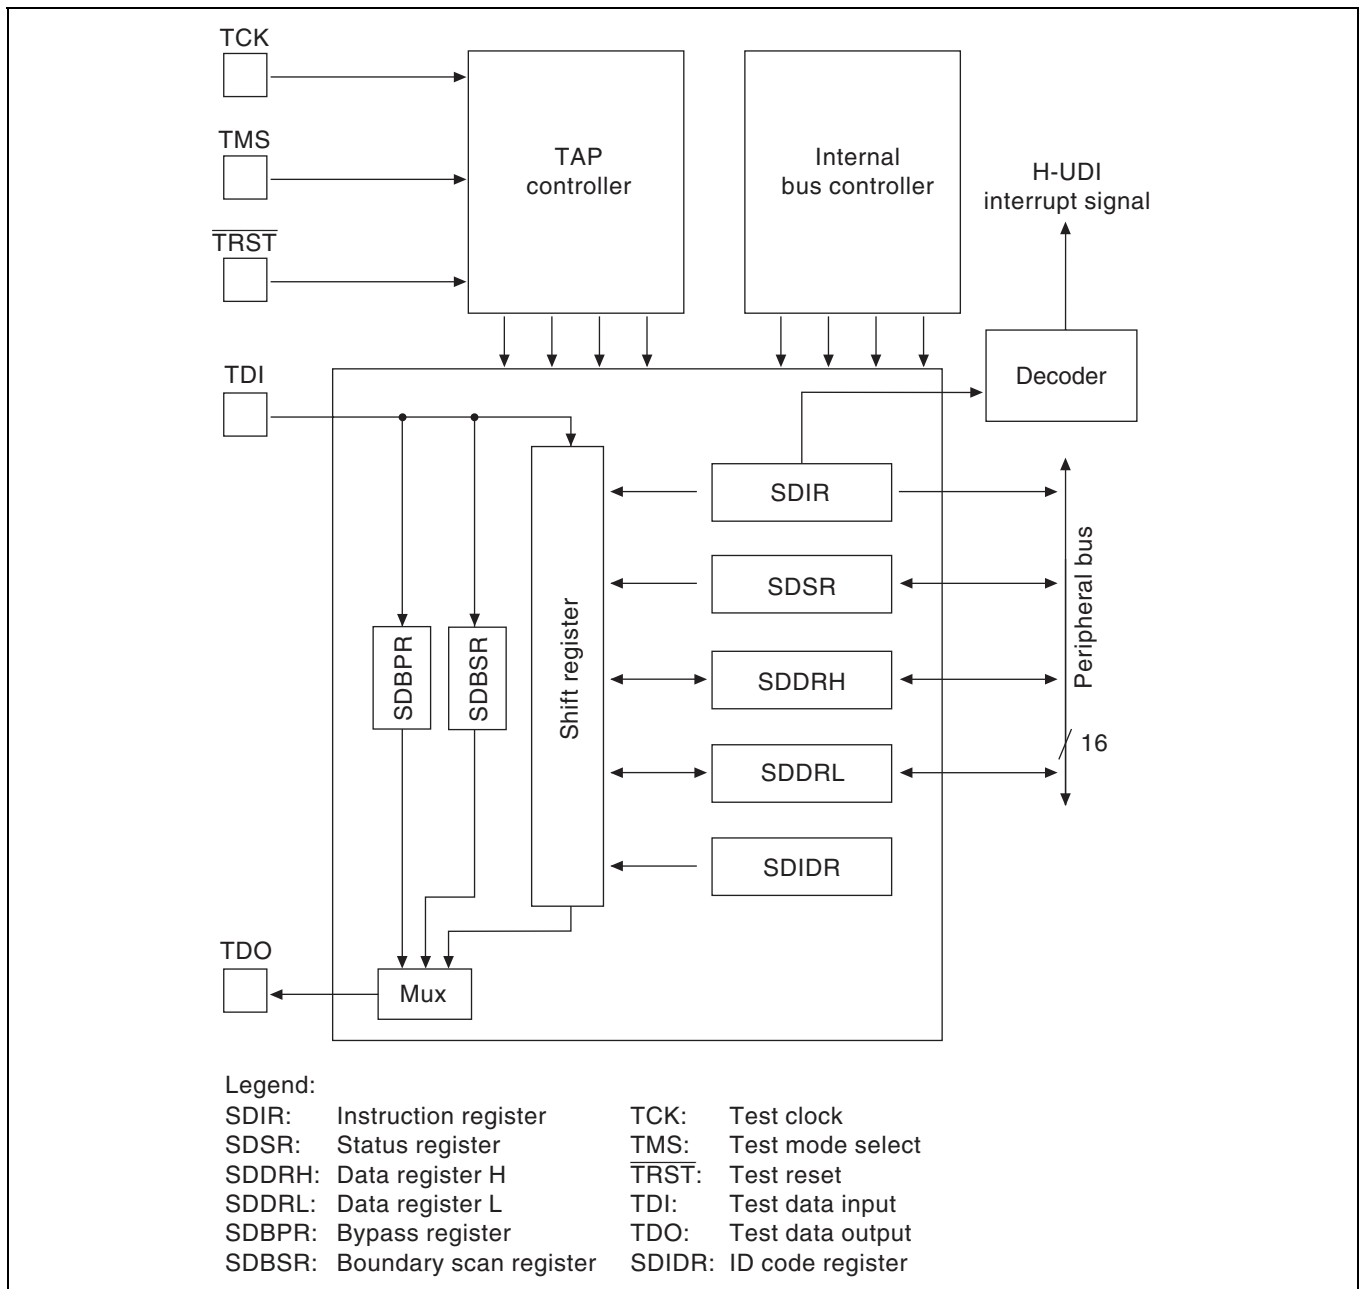 TCK
TMS
TRST
TDI
TDO
TAP
controller
Internal
bus controller
H-UDI
interrupt signal
Decoder
SDIR
SDSR
SDDRH
SDDRL
SDIDR
Shift register
SDBPR
SDBSR
Mux
Peripheral bus
16
Legend:
SDIR: Instruction register TCK: Test clock
SDSR: Status register TMS: Test mode select
SDDRH: Data register H TRST: Test reset
SDDRL: Data register L TDI: Test data input
SDBPR: Bypass register TDO: Test data output
SDBSR: Boundary scan register SDIDR: ID code register